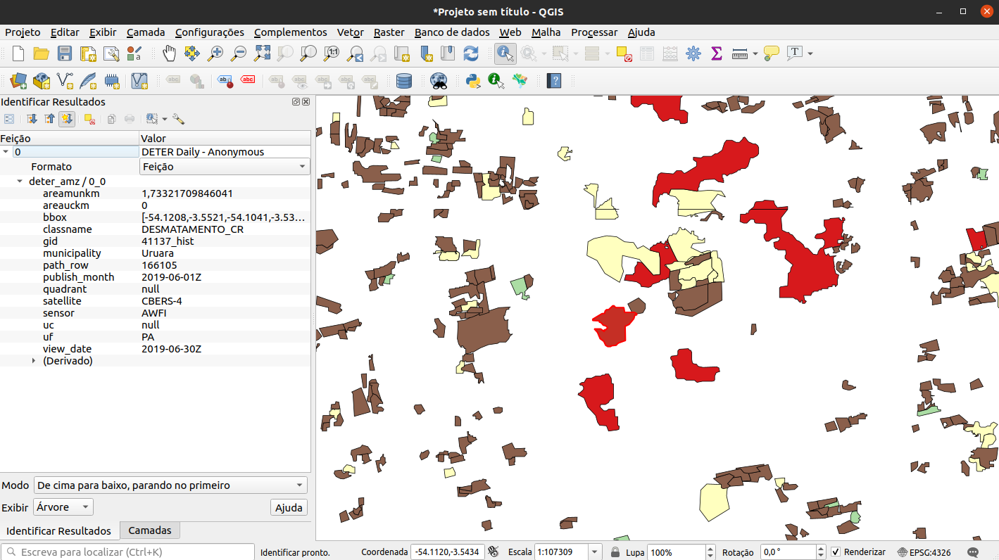 *Projeto sem título - QGIS
Projeto Editar Exibir Camada Configurações Complementos Vetor Raster Banco de dados Web Malha Processar Ajuda
Identificar Resultados
Feição Valor
0 DETER Daily - Anonymous
Formato Feição
deter_amz / 0_0
areamunkm 1,73321709846041
areauckm 0
bbox [-54.1208,-3.5521,-54.1041,-3.53…
classname DESMATAMENTO_CR
gid 41137_hist
municipality Uruara
path_row 166105
publish_month 2019-06-01Z
quadrant null
satellite CBERS-4
sensor AWFI
uc null
uf PA
view_date 2019-06-30Z
(Derivado)
Modo De cima para baixo, parando no primeiro
Exibir Árvore Ajuda
Identificar Resultados Camadas
Escreva para localizar (Ctrl+K) Identificar pronto. Coordenada -54.1120,-3.5434 Escala 1:107309 Lupa 100% Rotação 0,0 ° Renderizar EPSG:4326